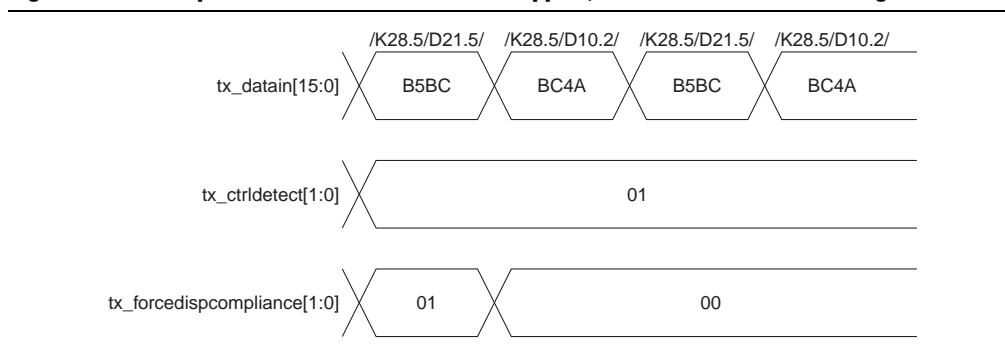 /K28.5/D21.5/ /K28.5/D10.2/ /K28.5/D21.5/ /K28.5/D10.2/
tx_datain[15:0] B5BC BC4A B5BC BC4A
tx_ctrldetect[1:0] 01
tx_forcedispcompliance[1:0] 01 00